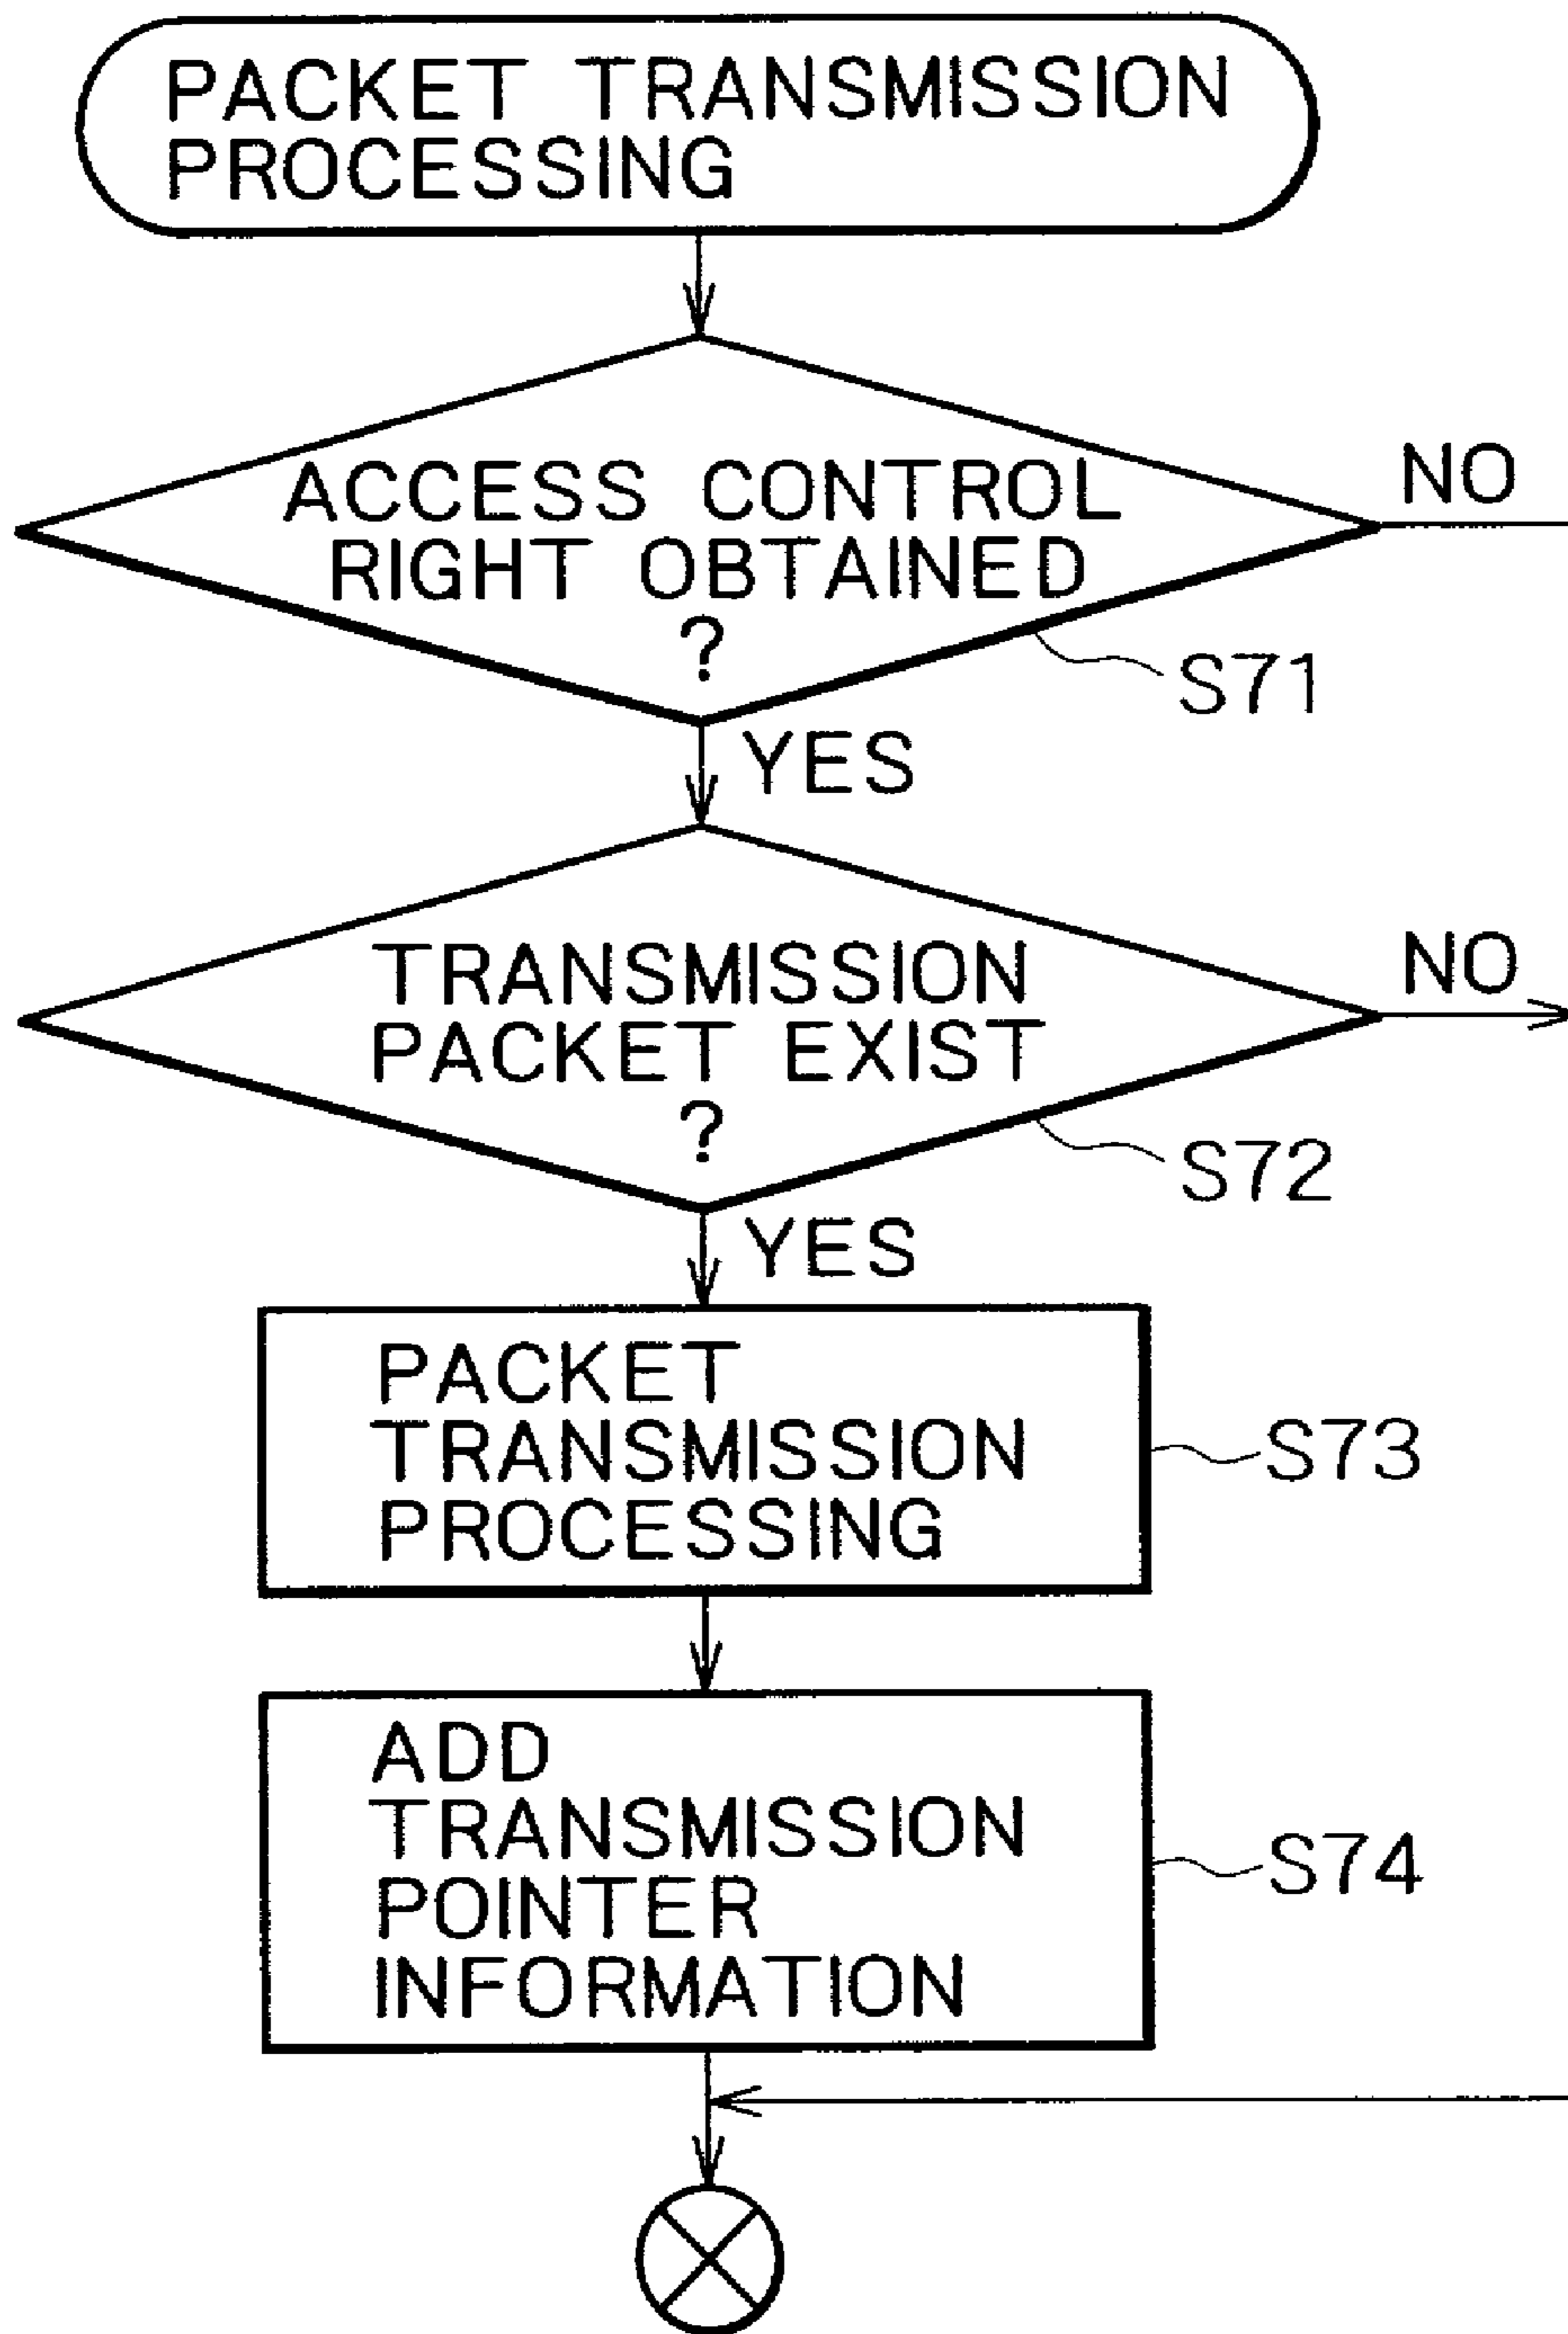 PACKET TRANSMISSION
PROCESSING
ACCESS CONTROL
RIGHT OBTAINED
?
NO
S71
YES
TRANSMISSION
PACKET EXIST
?
NO
S72
YES
PACKET
TRANSMISSION
PROCESSING
S73
ADD
TRANSMISSION
POINTER
INFORMATION
S74